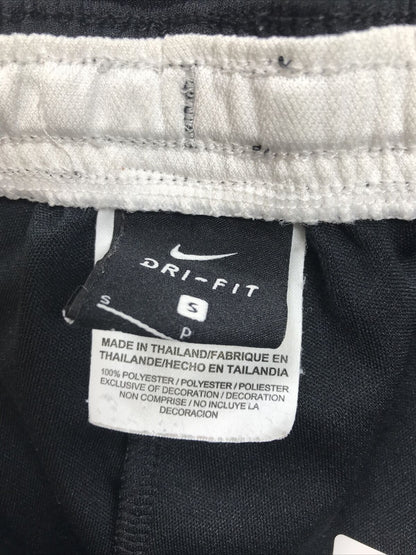 DRI-FIT
S
S P
MADE IN THAILAND/FABRIQUE EN
THAILANDE/HECHO EN TAILANDIA
100% POLYESTER / POLYESTER / POLIESTER
EXCLUSIVE OF DECORATION / DECORATION
NON COMPRISE / NO INCLUYE LA
DECORACION